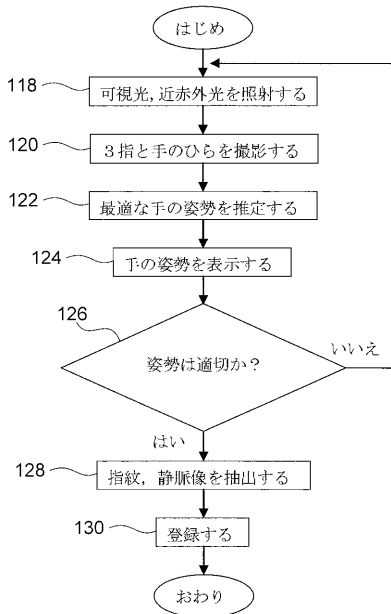 はじめ
118
可視光,近赤外光を照射する
120
3指と手のひらを撮影する
122
最適な手の姿勢を推定する
124
手の姿勢を表示する
126
姿勢は適切か?
いいえ
はい
128
指紋,静脈像を抽出する
130
登録する
おわり